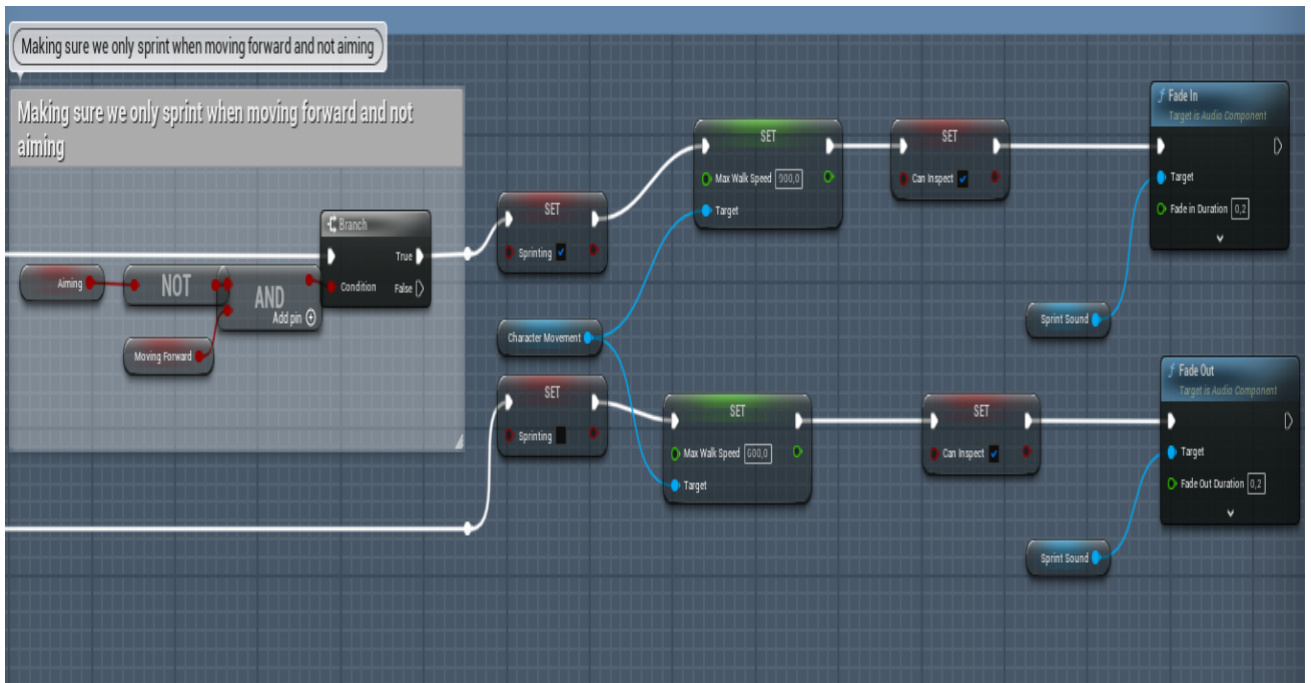 Making sure we only sprint when moving forward and not aiming
Making sure we only sprint when moving forward and not
aiming
Aiming
NOT
AND
Add pin
Moving Forward
Branch
True
Condition
False
SET
Sprinting
SET
Max Walk Speed 900,0
Target
SET
Can Inspect
Fade In
Target is Audio Component
Target
Fade in Duration 0,2
Sprint Sound
Character Movement
SET
Sprinting
SET
Max Walk Speed 600,0
Target
SET
Can Inspect
Fade Out
Target is Audio Component
Target
Fade Out Duration 0,2
Sprint Sound